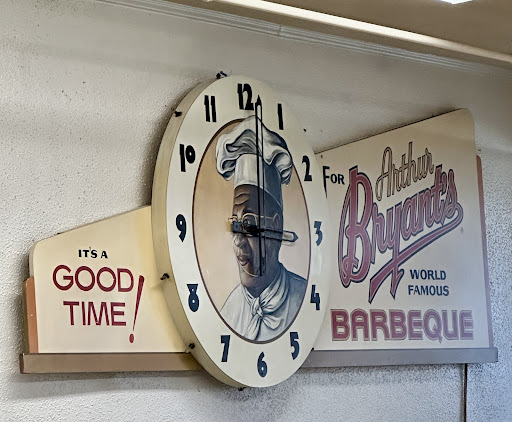 IT'S A
GOOD
TIME!
12
1
2
3
4
5
6
7
8
9
10
11
FOR
Arthur
Bryant's
WORLD
FAMOUS
BARBEQUE